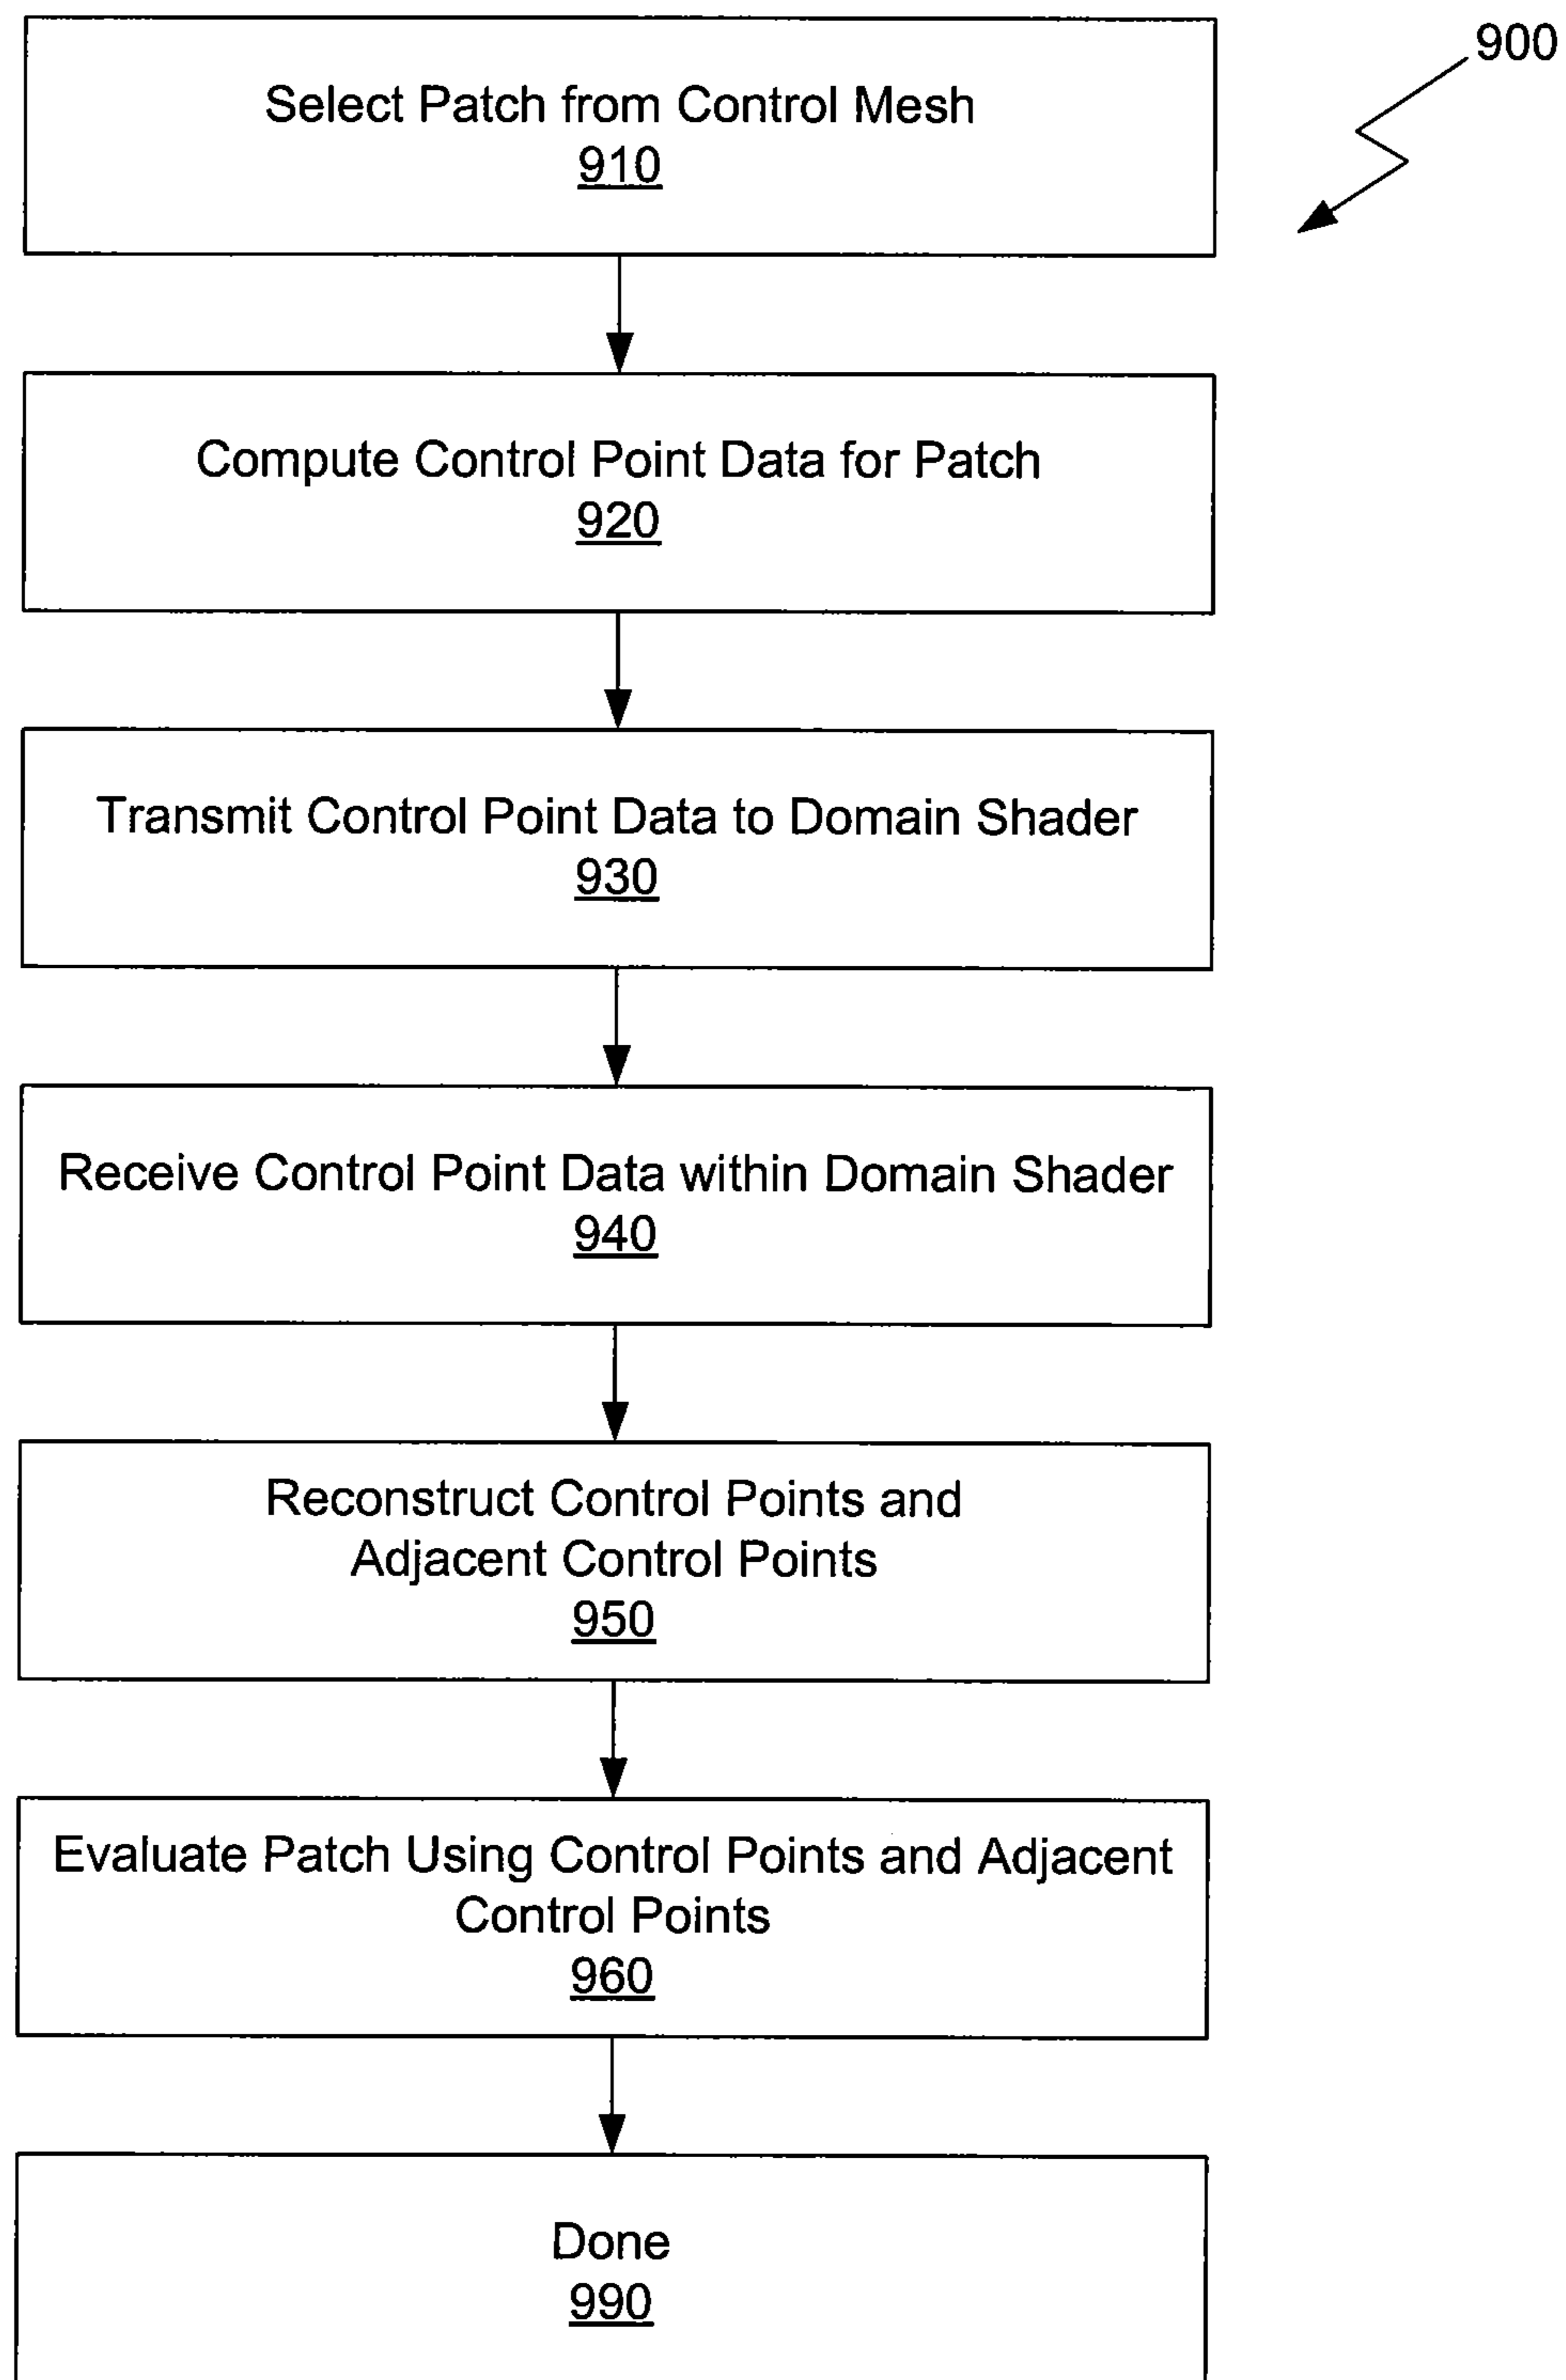 900
Select Patch from Control Mesh
910
Compute Control Point Data for Patch
920
Transmit Control Point Data to Domain Shader
930
Receive Control Point Data within Domain Shader
940
Reconstruct Control Points and
Adjacent Control Points
950
Evaluate Patch Using Control Points and Adjacent
Control Points
960
Done
990